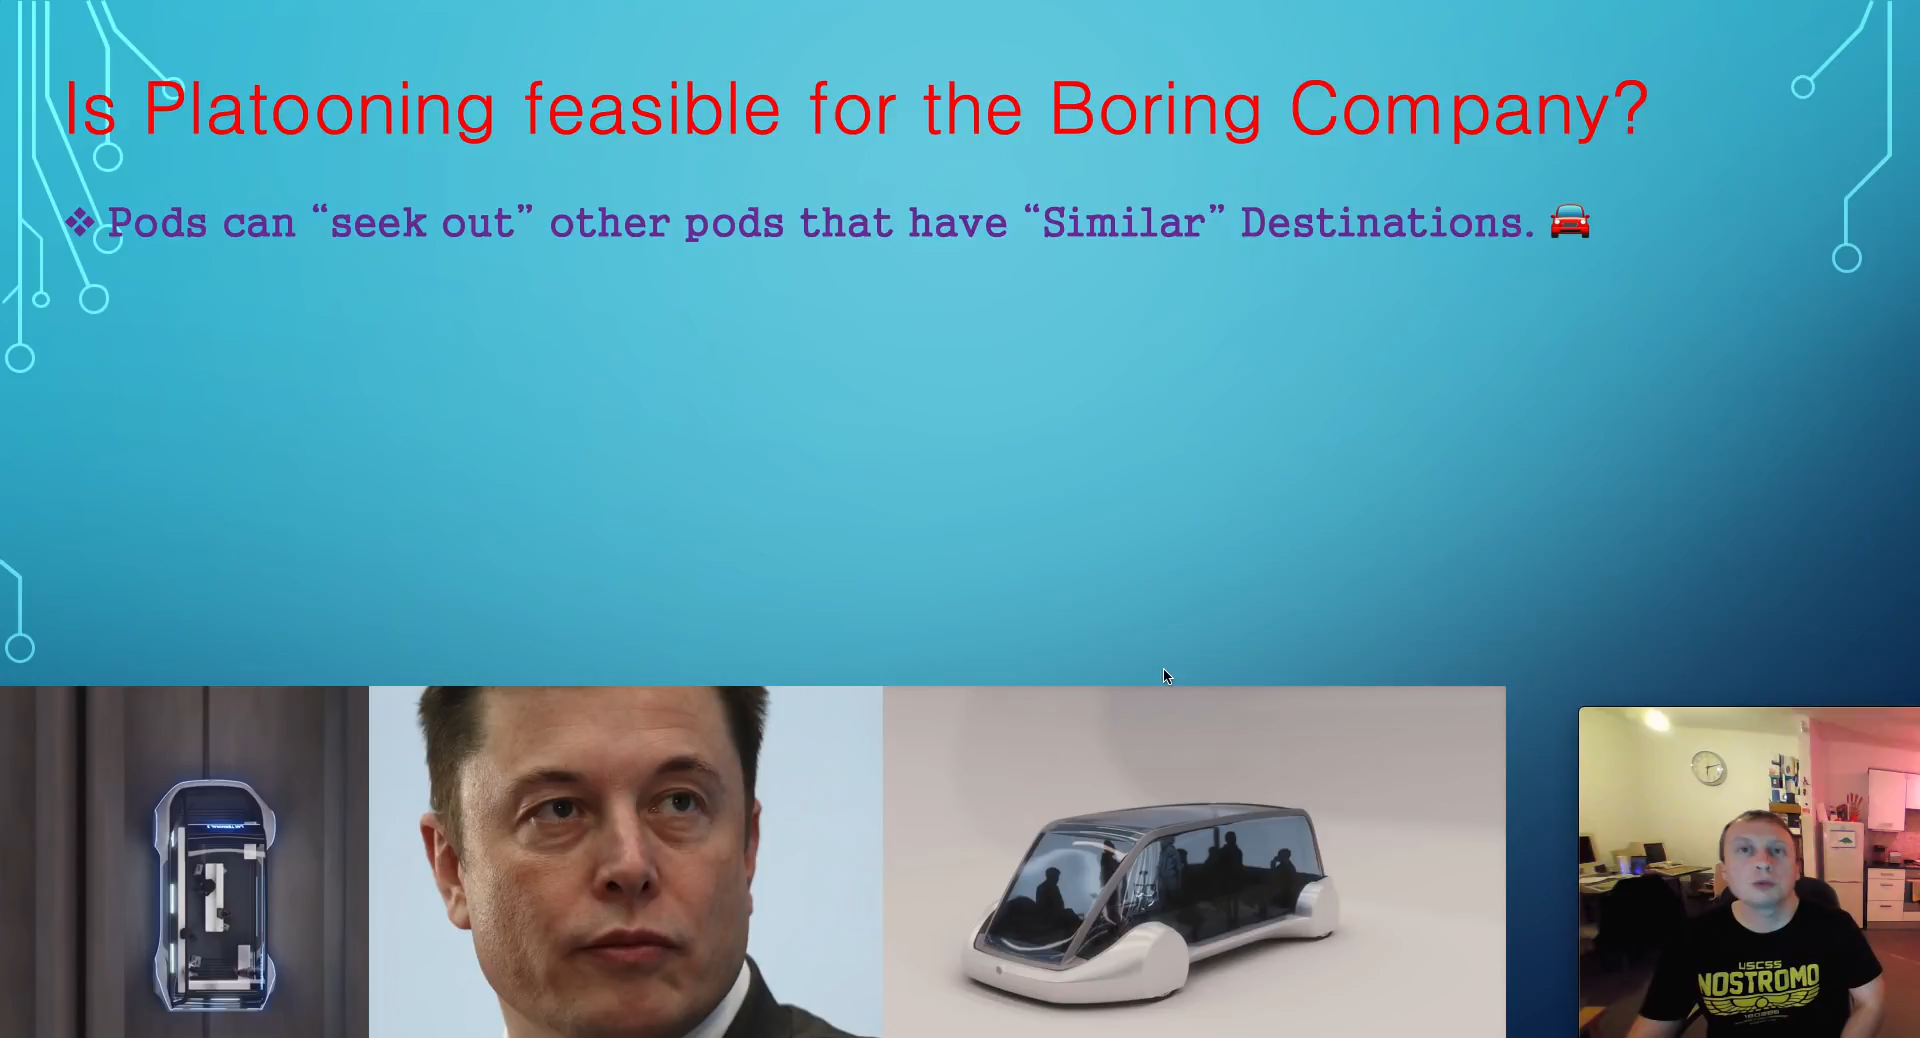 Is Platooning feasible for the Boring Company?
❖ Pods can “seek out” other pods that have “Similar” Destinations. 🚘
USCSS
NOSTROMO